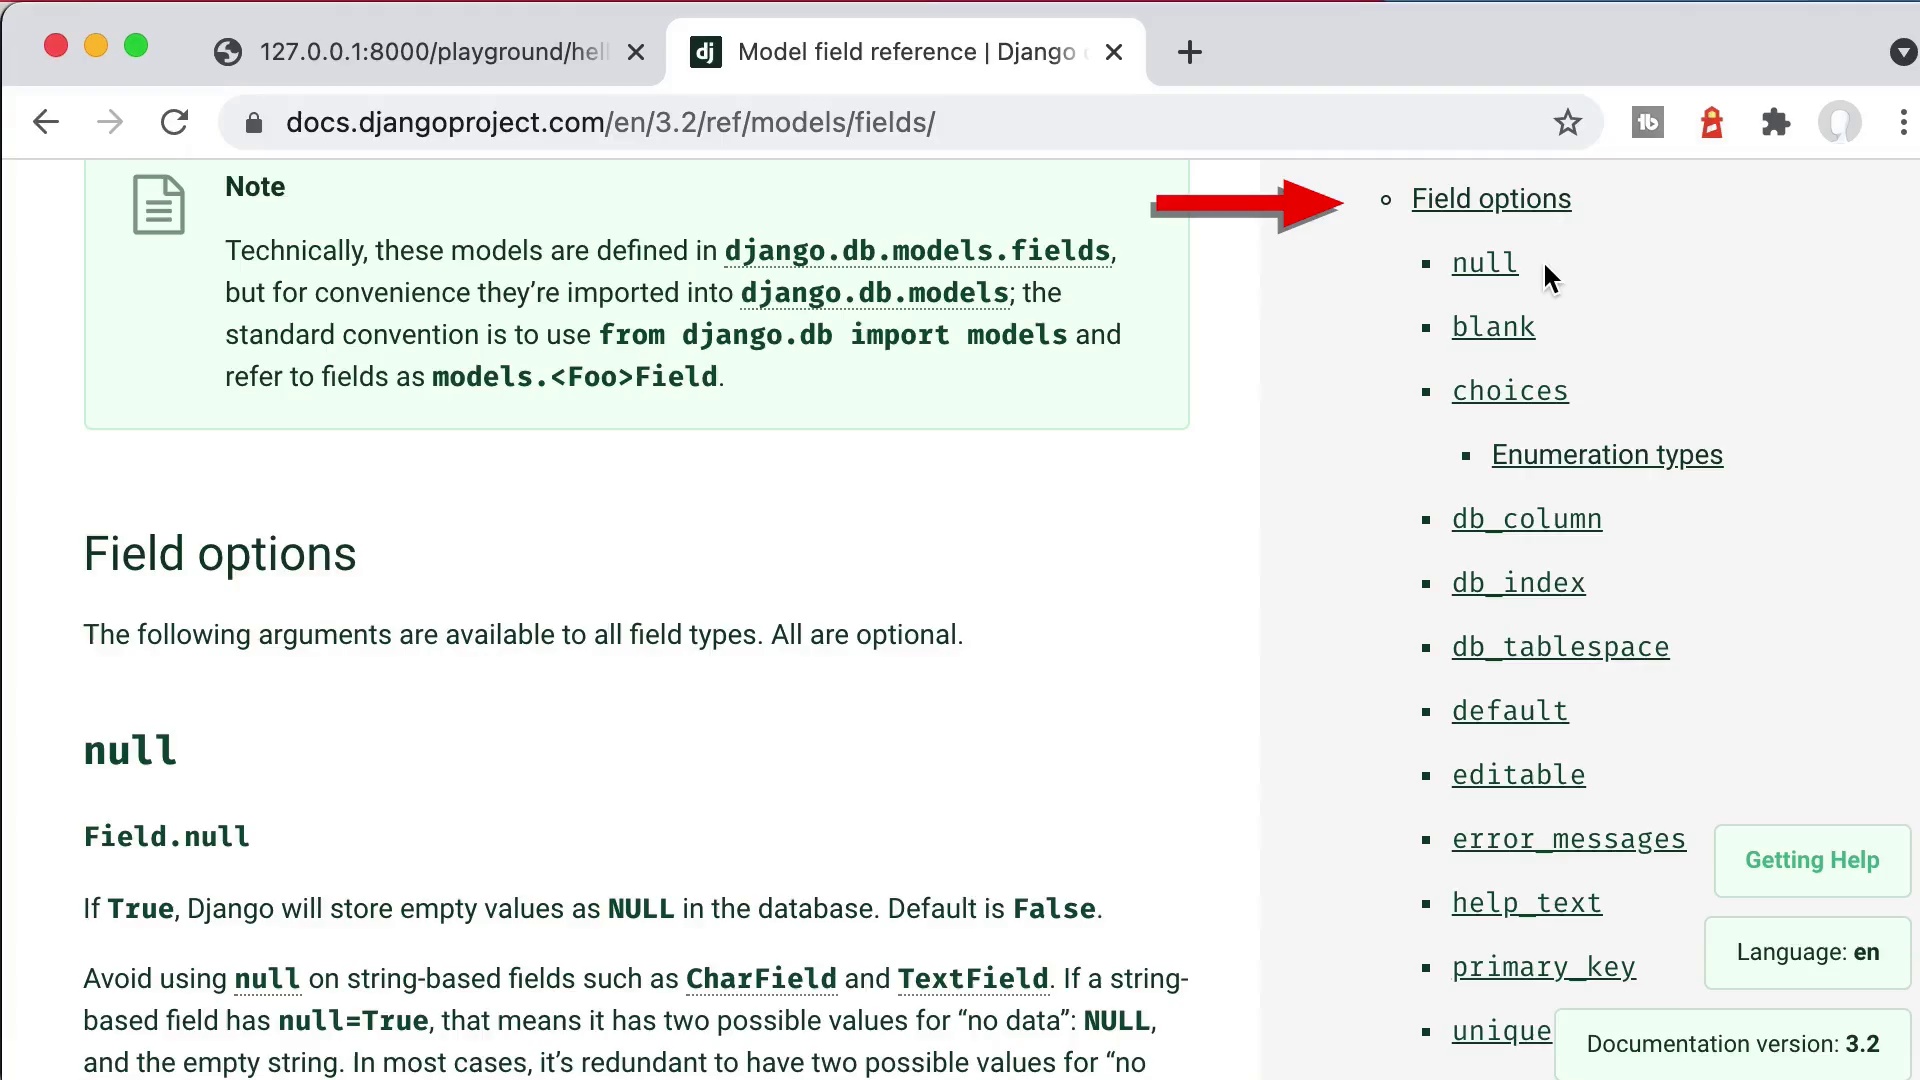 127.0.0.1:8000/playground/hell
dj Model field reference | Django
docs.djangoproject.com/en/3.2/ref/models/fields/
Note
Technically, these models are defined in django.db.models.fields,
but for convenience they’re imported into django.db.models; the
standard convention is to use from django.db import models and
refer to fields as models.<Foo>Field.
Field options
The following arguments are available to all field types. All are optional.
null
Field.null
If True, Django will store empty values as NULL in the database. Default is False.
Avoid using null on string-based fields such as CharField and TextField. If a string-
based field has null=True, that means it has two possible values for “no data”: NULL,
and the empty string. In most cases, it’s redundant to have two possible values for “no
Field options
null
blank
choices
Enumeration types
db_column
db_index
db_tablespace
default
editable
error_messages
help_text
primary_key
unique
Getting Help
Language: en
Documentation version: 3.2